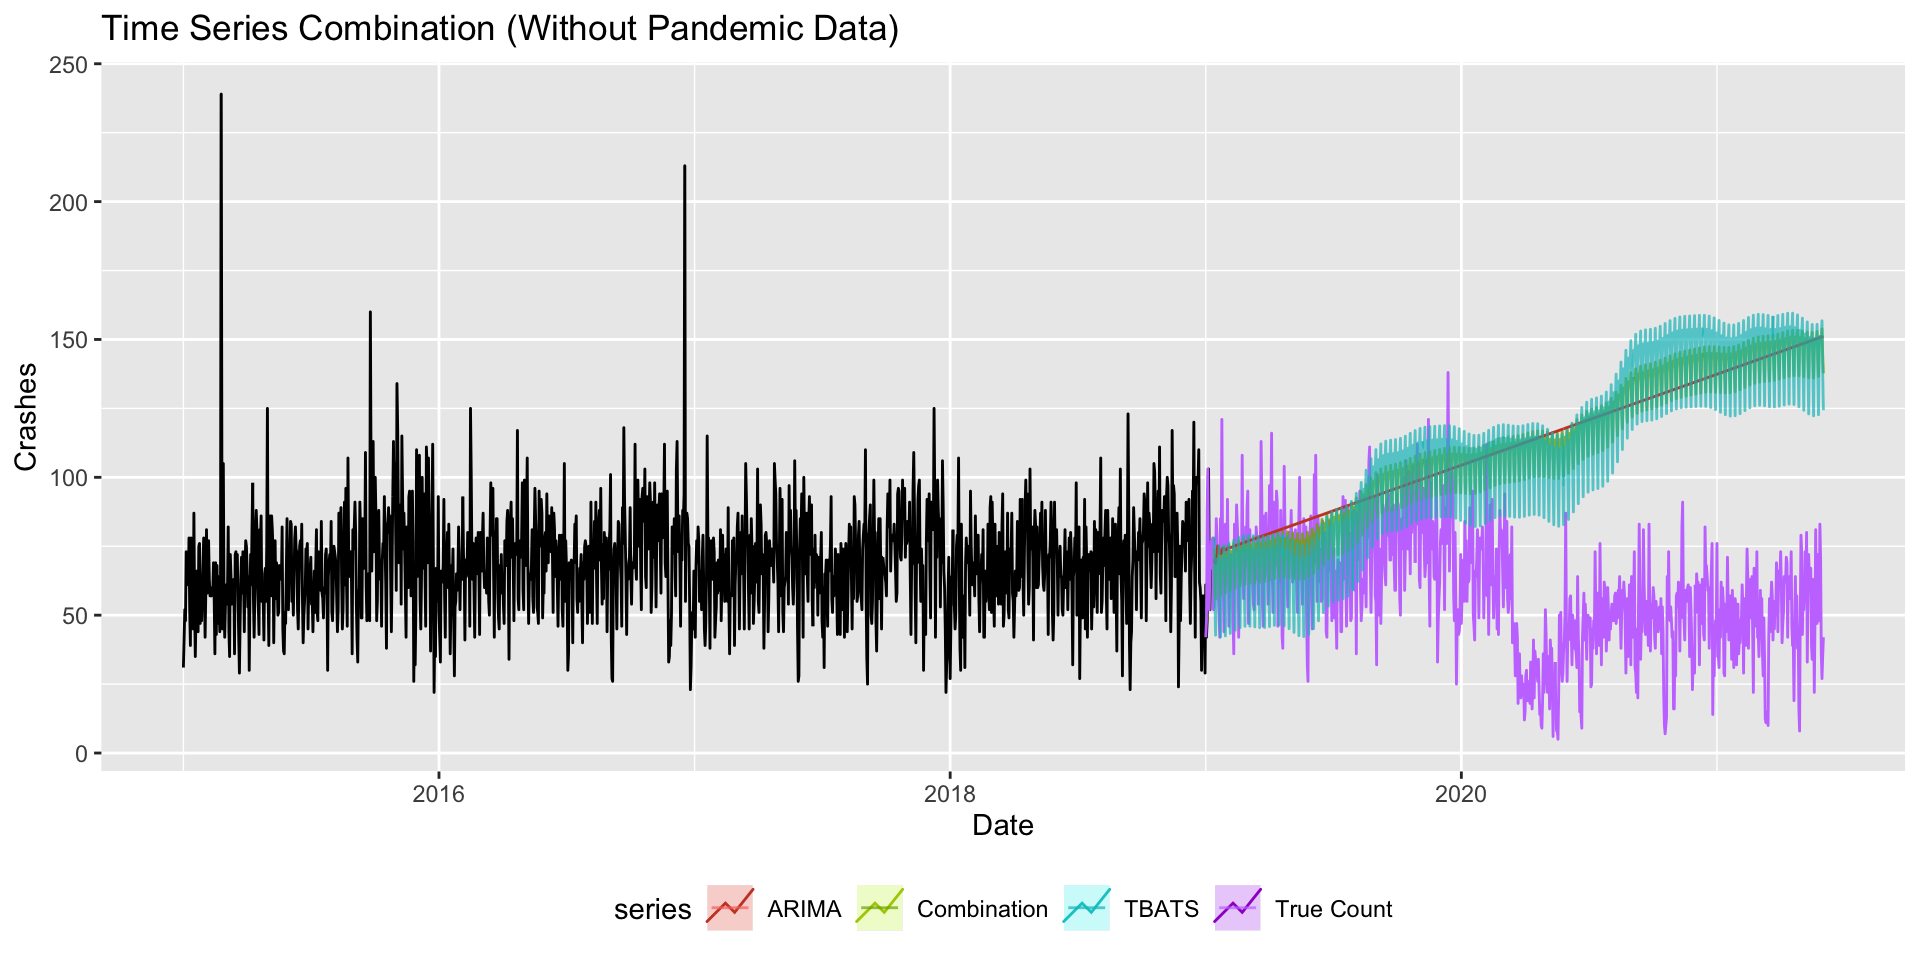 Time Series Combination (Without Pandemic Data)
250
200
150
100
50
0
Crashes
2016 2018 2020
Date
series ARIMA Combination TBATS True Count